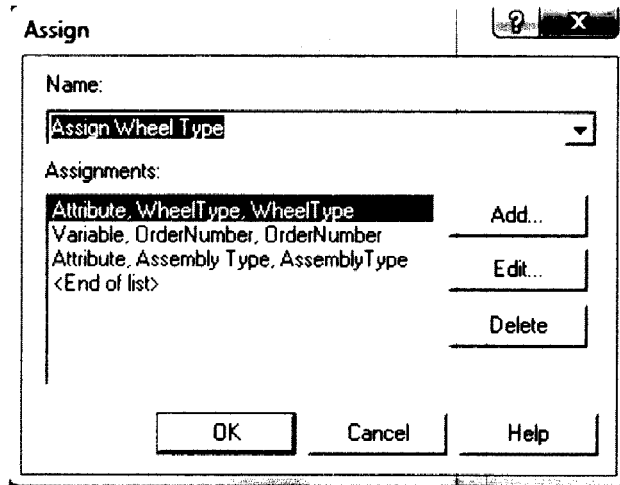 Assign
?
X
Name:
Assign Wheel Type
Assignments:
Attribute, WheelType, WheelType
Variable, OrderNumber, OrderNumber
Attribute, Assembly Type, AssemblyType
<End of list>
Add...
Edit...
Delete
OK
Cancel
Help